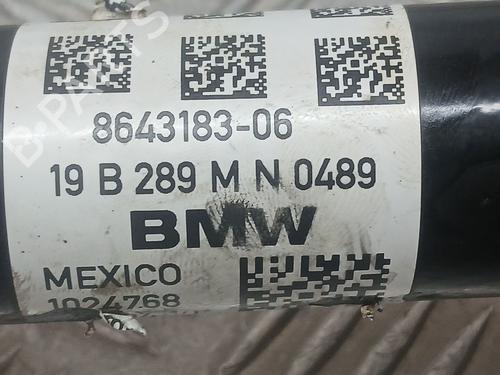 8643183-06
19 B 289 M N 0489
BMW
MEXICO
1024768
B-PARTS